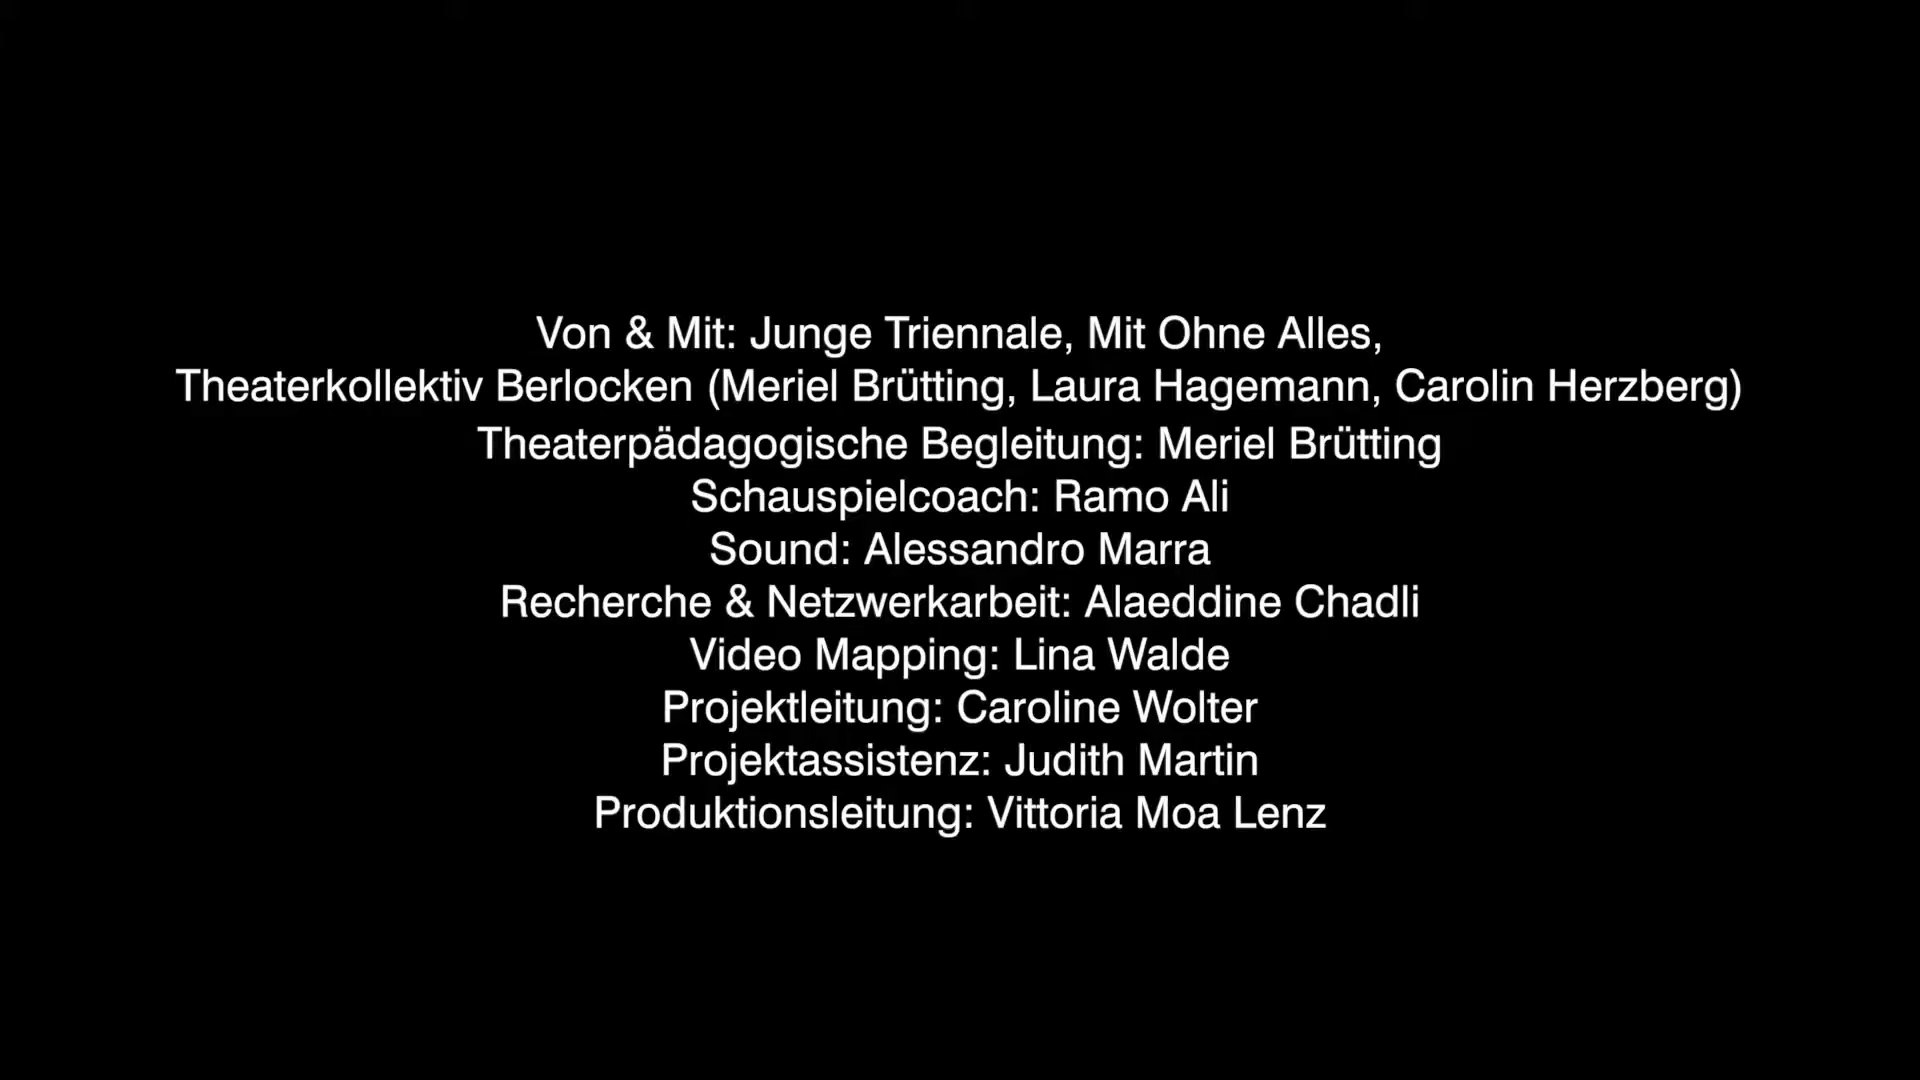 Von & Mit: Junge Triennale, Mit Ohne Alles,
Theaterkollektiv Berlocken (Meriel Brütting, Laura Hagemann, Carolin Herzberg)
Theaterpädagogische Begleitung: Meriel Brütting
Schauspielcoach: Ramo Ali
Sound: Alessandro Marra
Recherche & Netzwerkarbeit: Alaeddine Chadli
Video Mapping: Lina Walde
Projektleitung: Caroline Wolter
Projektassistenz: Judith Martin
Produktionsleitung: Vittoria Moa Lenz